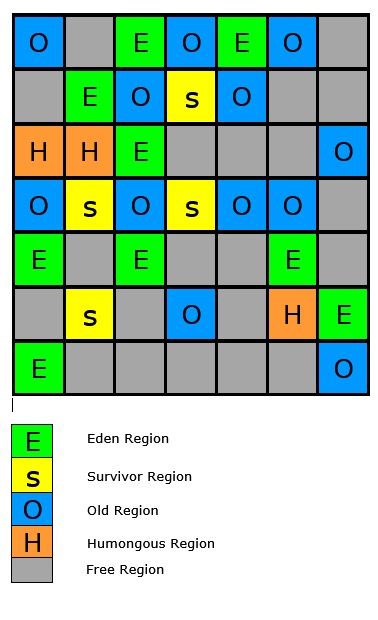 O E O E O
E O s O
H H E O
O s O s O O
E E E
s O H E
E O
E Eden Region
s Survivor Region
O Old Region
H Humongous Region
Free Region